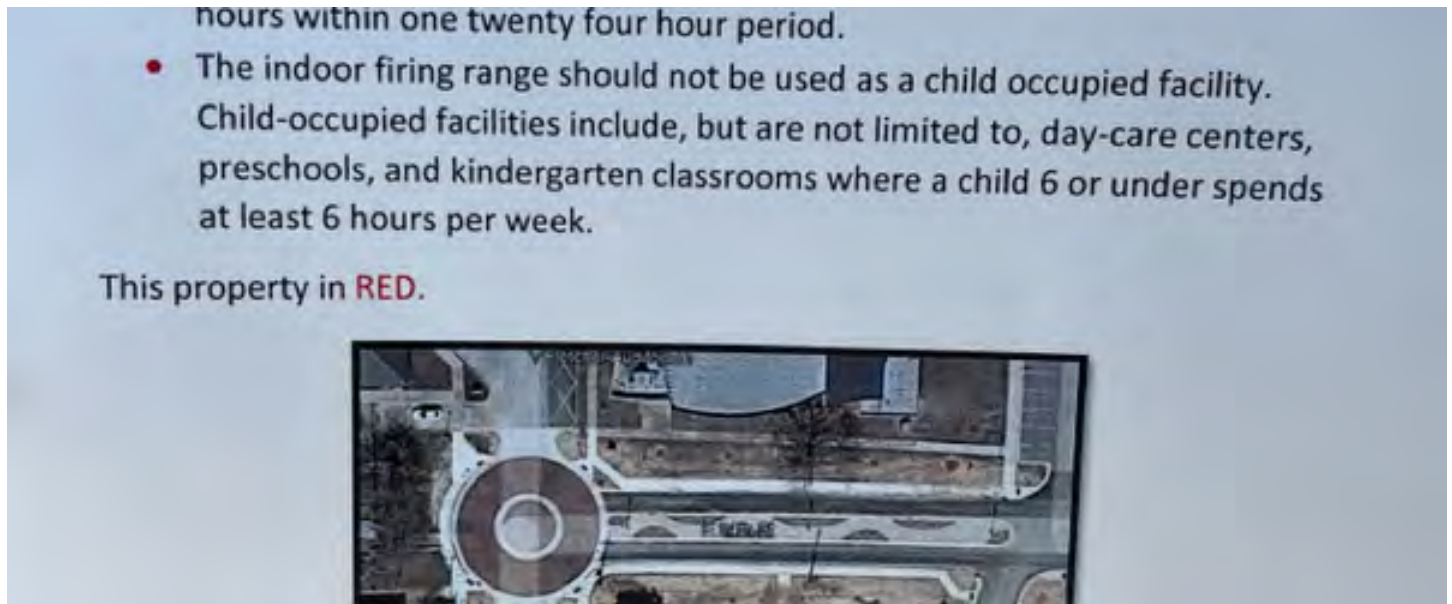 hours within one twenty four hour period.
• The indoor firing range should not be used as a child occupied facility.
Child-occupied facilities include, but are not limited to, day-care centers,
preschools, and kindergarten classrooms where a child 6 or under spends
at least 6 hours per week.
This property in RED.